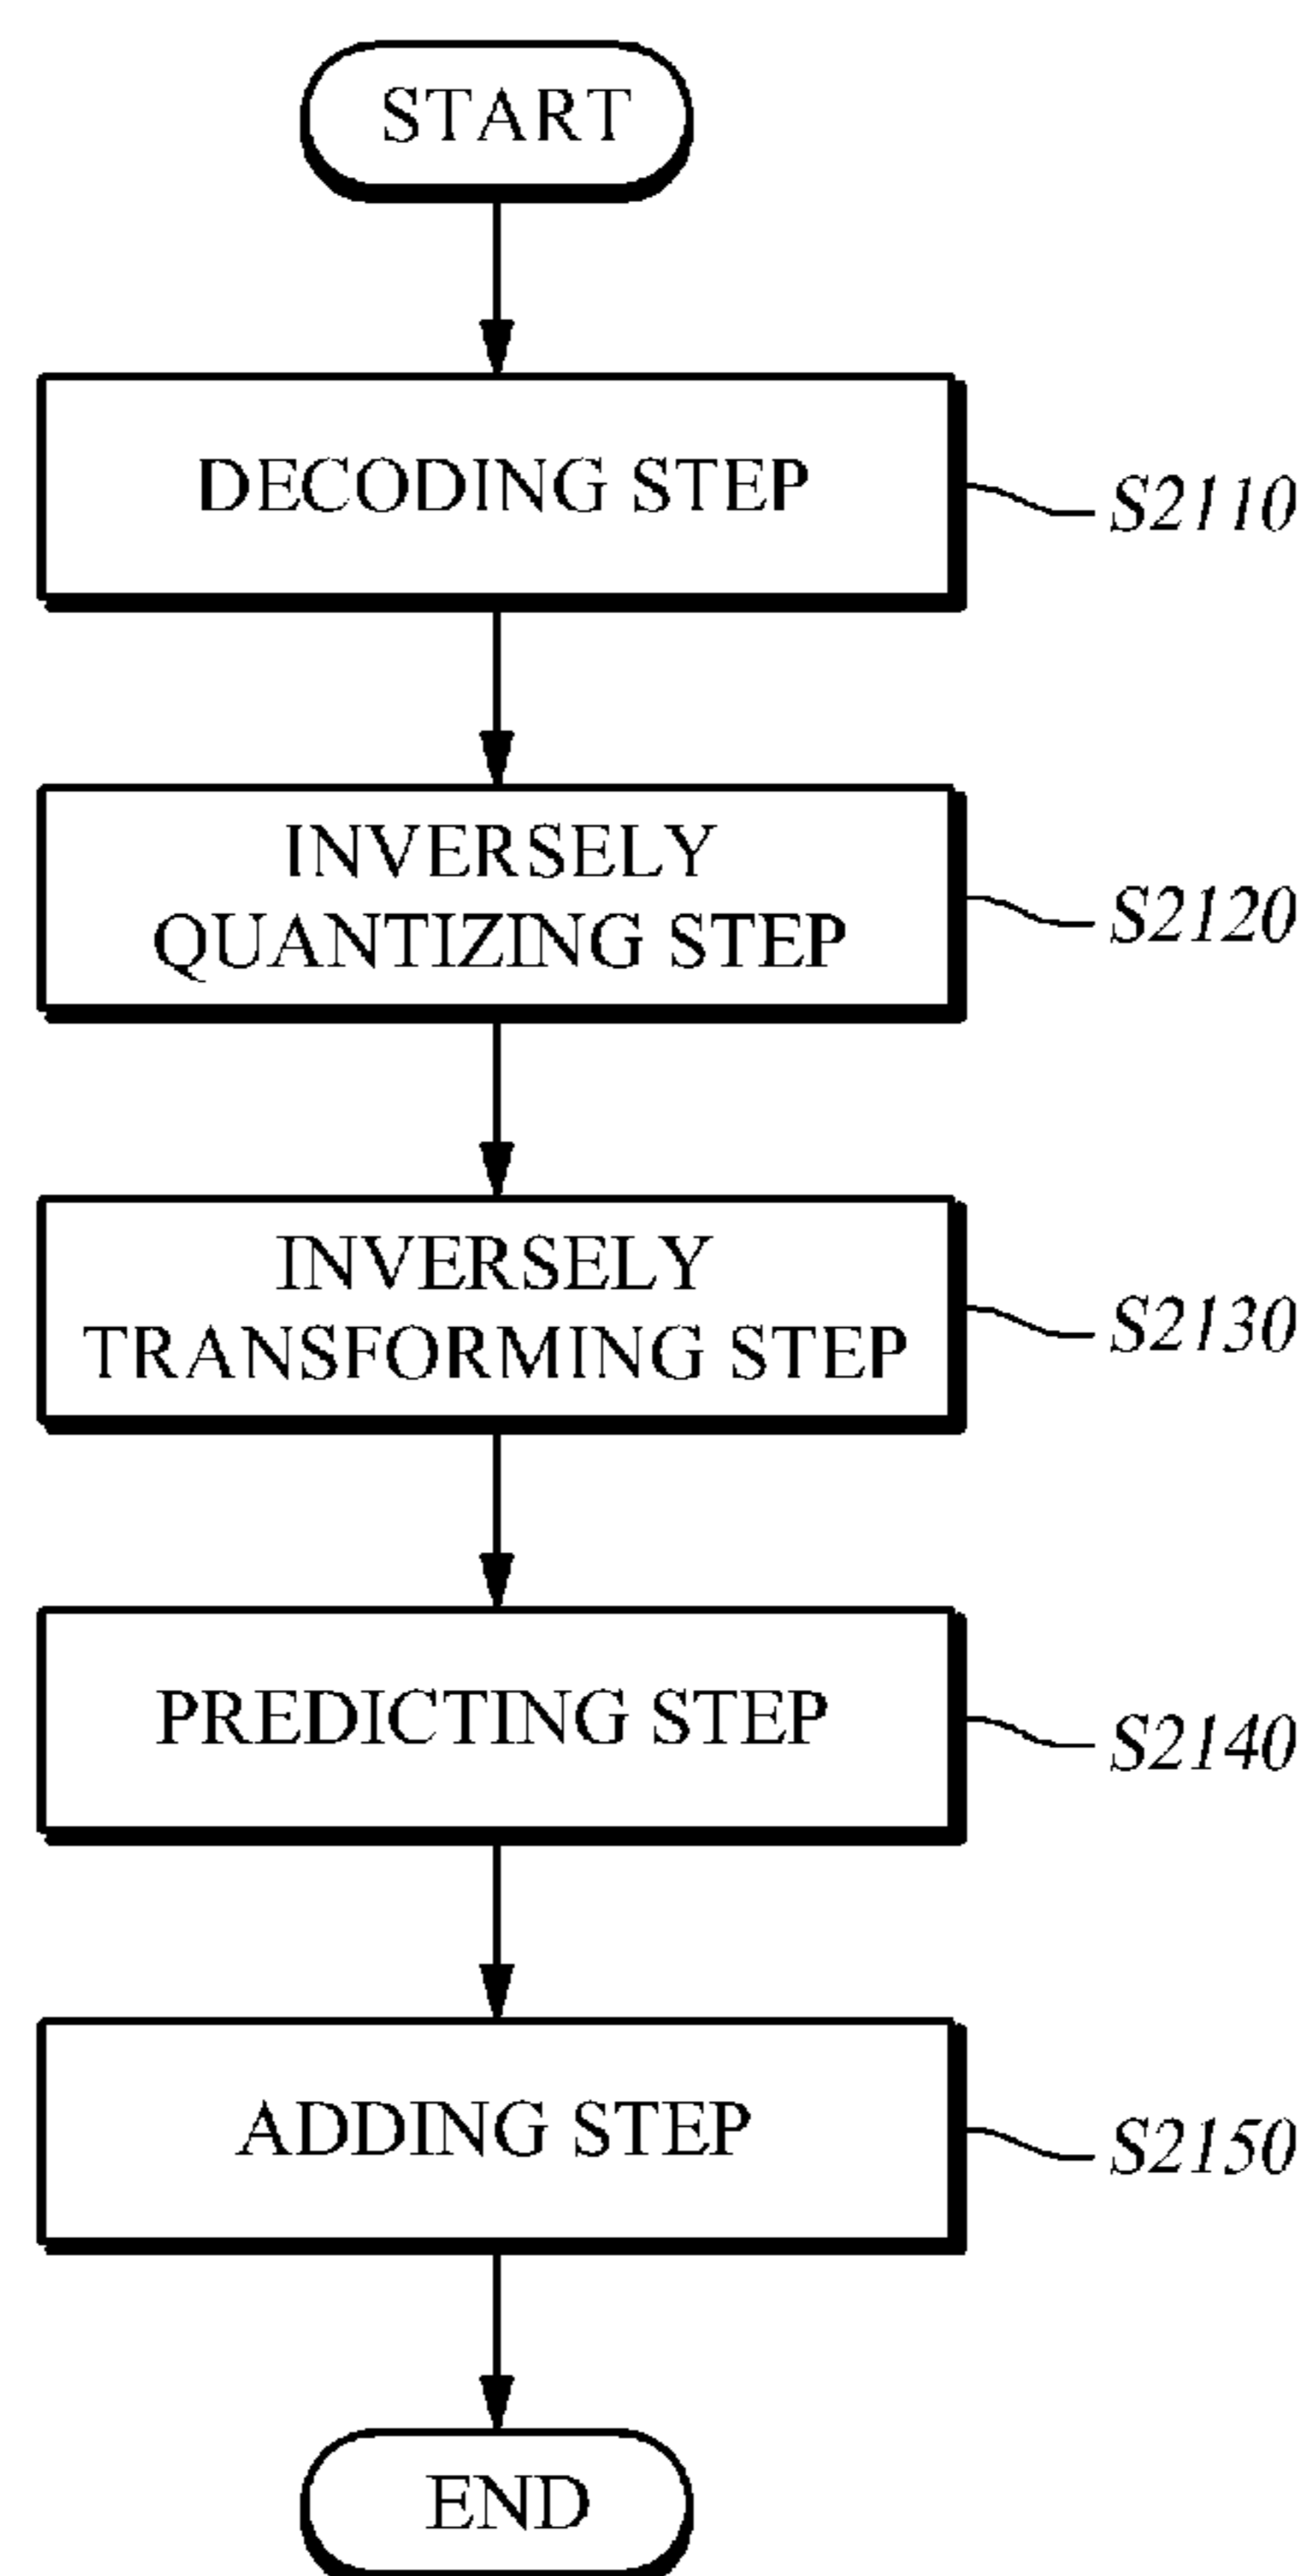 START
DECODING STEP
S2110
INVERSELY
QUANTIZING STEP
S2120
INVERSELY
TRANSFORMING STEP
S2130
PREDICTING STEP
S2140
ADDING STEP
S2150
END